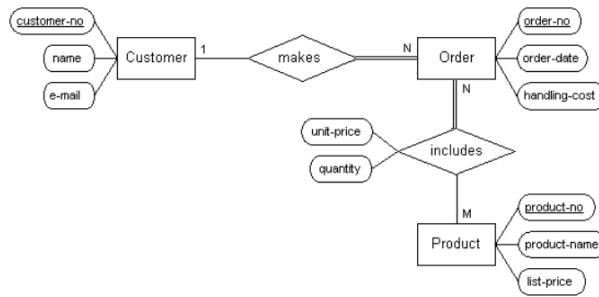 customer-no
name
e-mail
Customer
1
makes
N
Order
order-no
order-date
handling-cost
N
unit-price
quantity
includes
M
Product
product-no
product-name
list-price